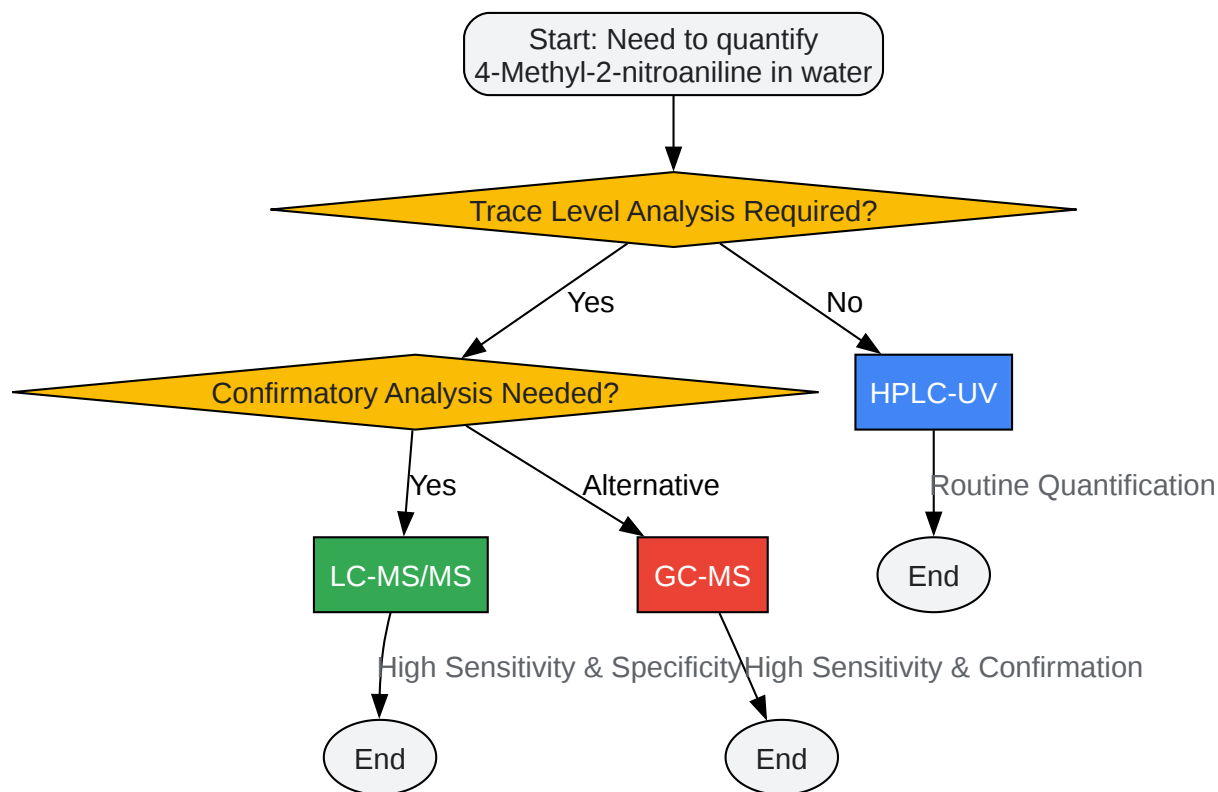 Start: Need to quantify
4-Methyl-2-nitroaniline in water
Trace Level Analysis Required?
Yes
No
Confirmatory Analysis Needed?
HPLC-UV
Yes
Alternative
Routine Quantification
LC-MS/MS
GC-MS
End
High Sensitivity & Specificity
High Sensitivity & Confirmation
End
End